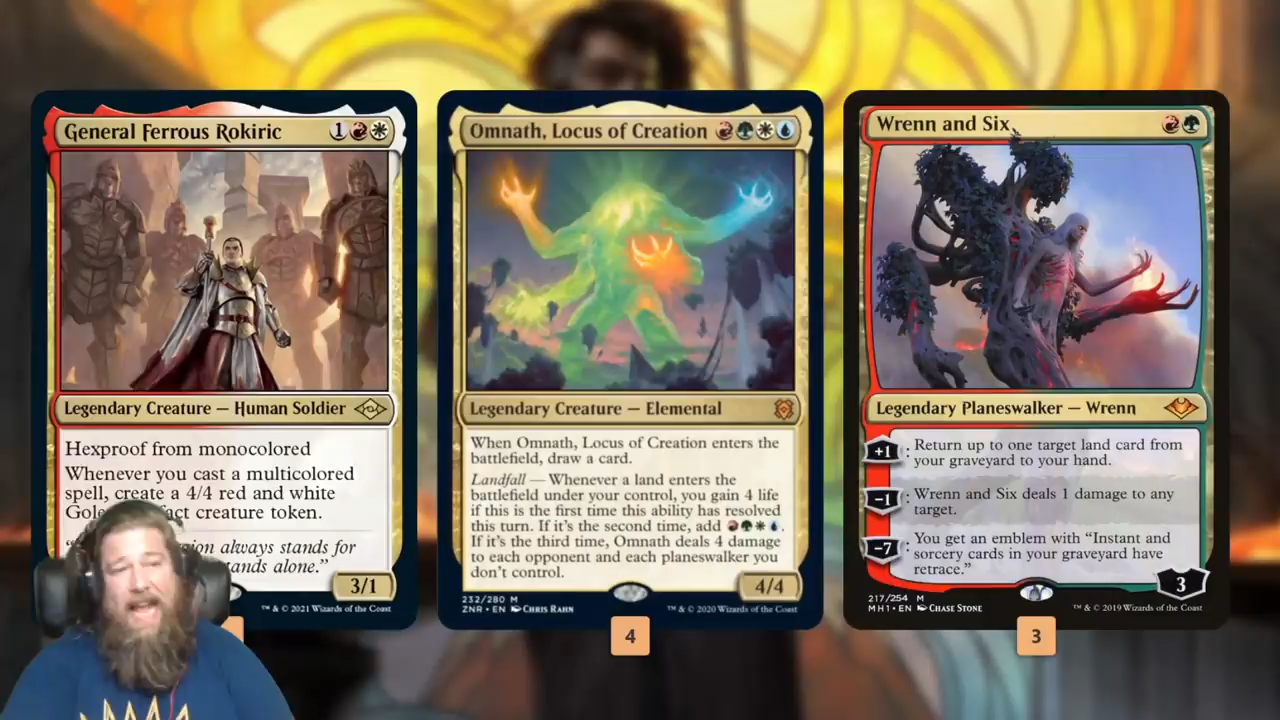 General Ferrous Rokiric 1
Legendary Creature — Human Soldier
Hexproof from monocolored
Whenever you cast a multicolored
spell, create a 4/4 red and white
creature token.
always stands for
alone.”
3/1
™ & © 2021 Wizards of the Coast
Omnath, Locus of Creation
Legendary Creature — Elemental
When Omnath, Locus of Creation enters the
battlefield, draw a card.
Landfall — Whenever a land enters the
battlefield under your control, you gain 4 life
if this is the first time this ability has resolved
this turn. If it’s the second time, add
If it’s the third time, Omnath deals 4 damage
to each opponent and each planeswalker you
don’t control.
4/4
232/280 M
ZNR • EN Chris Rahn
™ & © 2020 Wizards of the Coast
4
Wrenn and Six
Legendary Planeswalker — Wrenn
+1 : Return up to one target land card from
your graveyard to your hand.
-1 : Wrenn and Six deals 1 damage to any
target.
-7 : You get an emblem with “Instant and
sorcery cards in your graveyard have
retrace.”
3
217/254 M
MH1 • EN Chase Stone
™ & © 2019 Wizards of the Coast
3